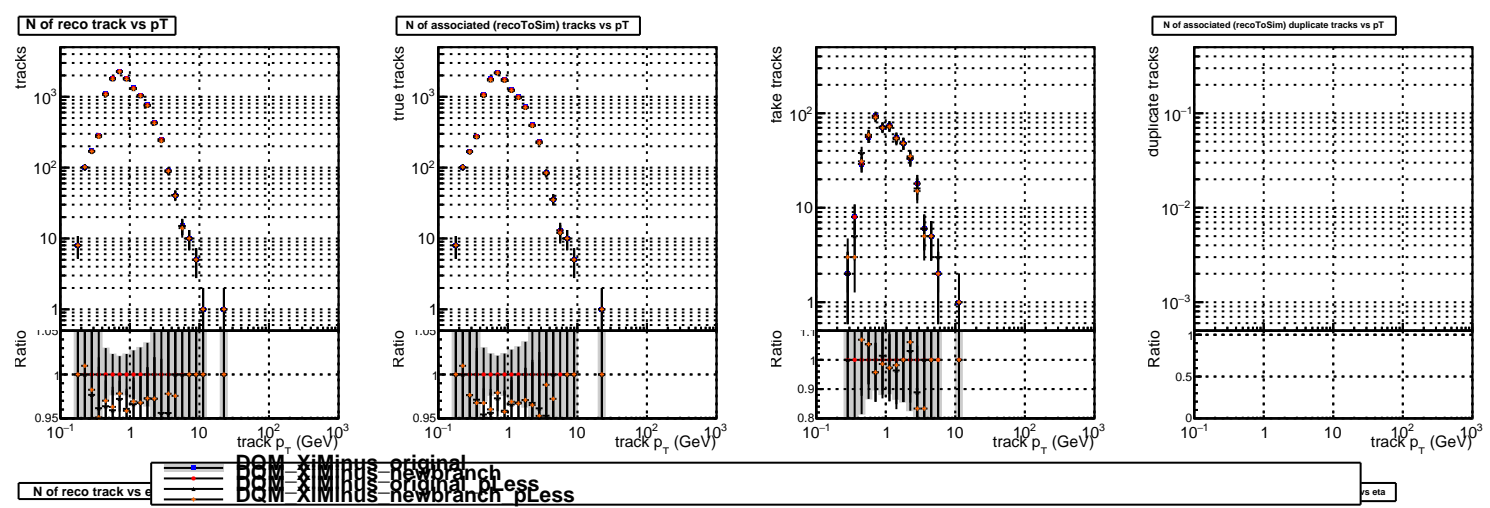 N of reco track vs pT
N of associated (recoToSim) tracks vs pT
N of associated (recoToSim) duplicate tracks vs pT
tracks
10³
10²
10
1
Ratio
1.05
1
0.95
10⁻¹ 1 10 10² 10³
track p_T (GeV)
true tracks
10³
10²
10
1
Ratio
1.05
1
0.95
10⁻¹ 1 10 10² 10³
track p_T (GeV)
fake tracks
10²
10
1
Ratio
1.1
1
0.9
0.8
10⁻¹ 1 10 10² 10³
track p_T (GeV)
duplicate tracks
10⁻¹
10⁻²
10⁻³
Ratio
1
0.5
0
10⁻¹ 1 10 10² 10³
track p_T (GeV)
DQM_XiMinus_original
DQM_XiMinus_newbranch
DQM_XiMinus_original_pLess
DQM_XiMinus_newbranch_pLess
N of reco track vs e
vs eta